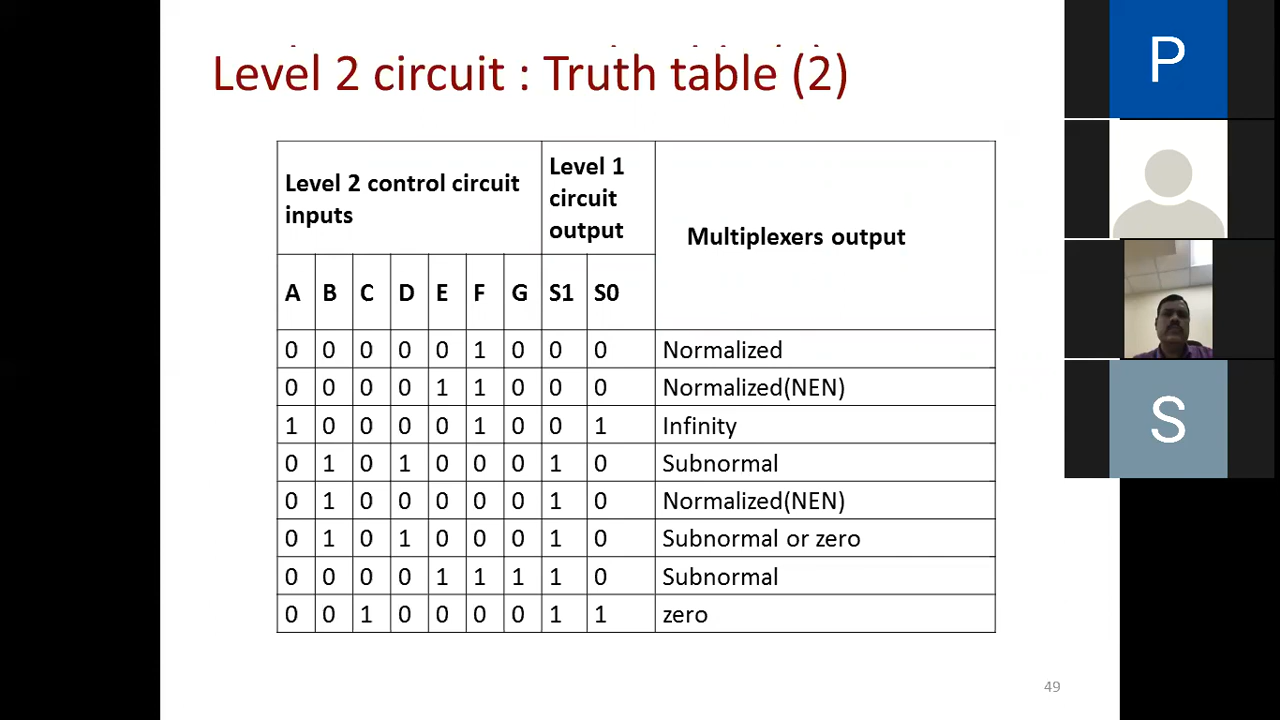 Level 2 circuit : Truth table (2)
Level 2 control circuit inputs
Level 1 circuit output
Multiplexers output
A B C D E F G S1 S0
0 0 0 0 0 1 0 0 0 Normalized
0 0 0 0 1 1 0 0 0 Normalized(NEN)
1 0 0 0 0 1 0 0 1 Infinity
0 1 0 1 0 0 0 1 0 Subnormal
0 1 0 0 0 0 0 1 0 Normalized(NEN)
0 1 0 1 0 0 0 1 0 Subnormal or zero
0 0 0 0 1 1 1 1 0 Subnormal
0 0 1 0 0 0 0 1 1 zero
49
P
S